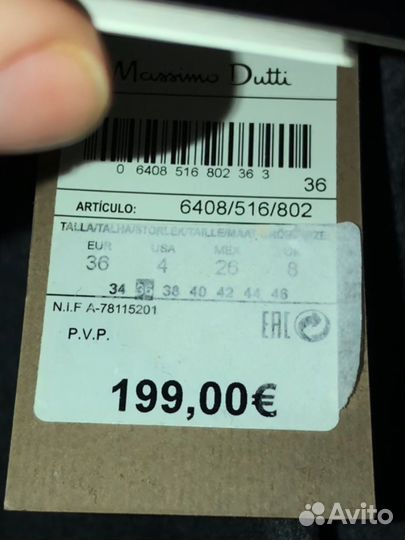 Massimo Dutti
0 6408 516 802 36 3
36
ARTÍCULO: 6408/516/802
EUR USA MEX
36 4 26 8
34 36 38 40 42 44 46
N.I.F A-78115201
EAC
P.V.P.
199,00€
Avito